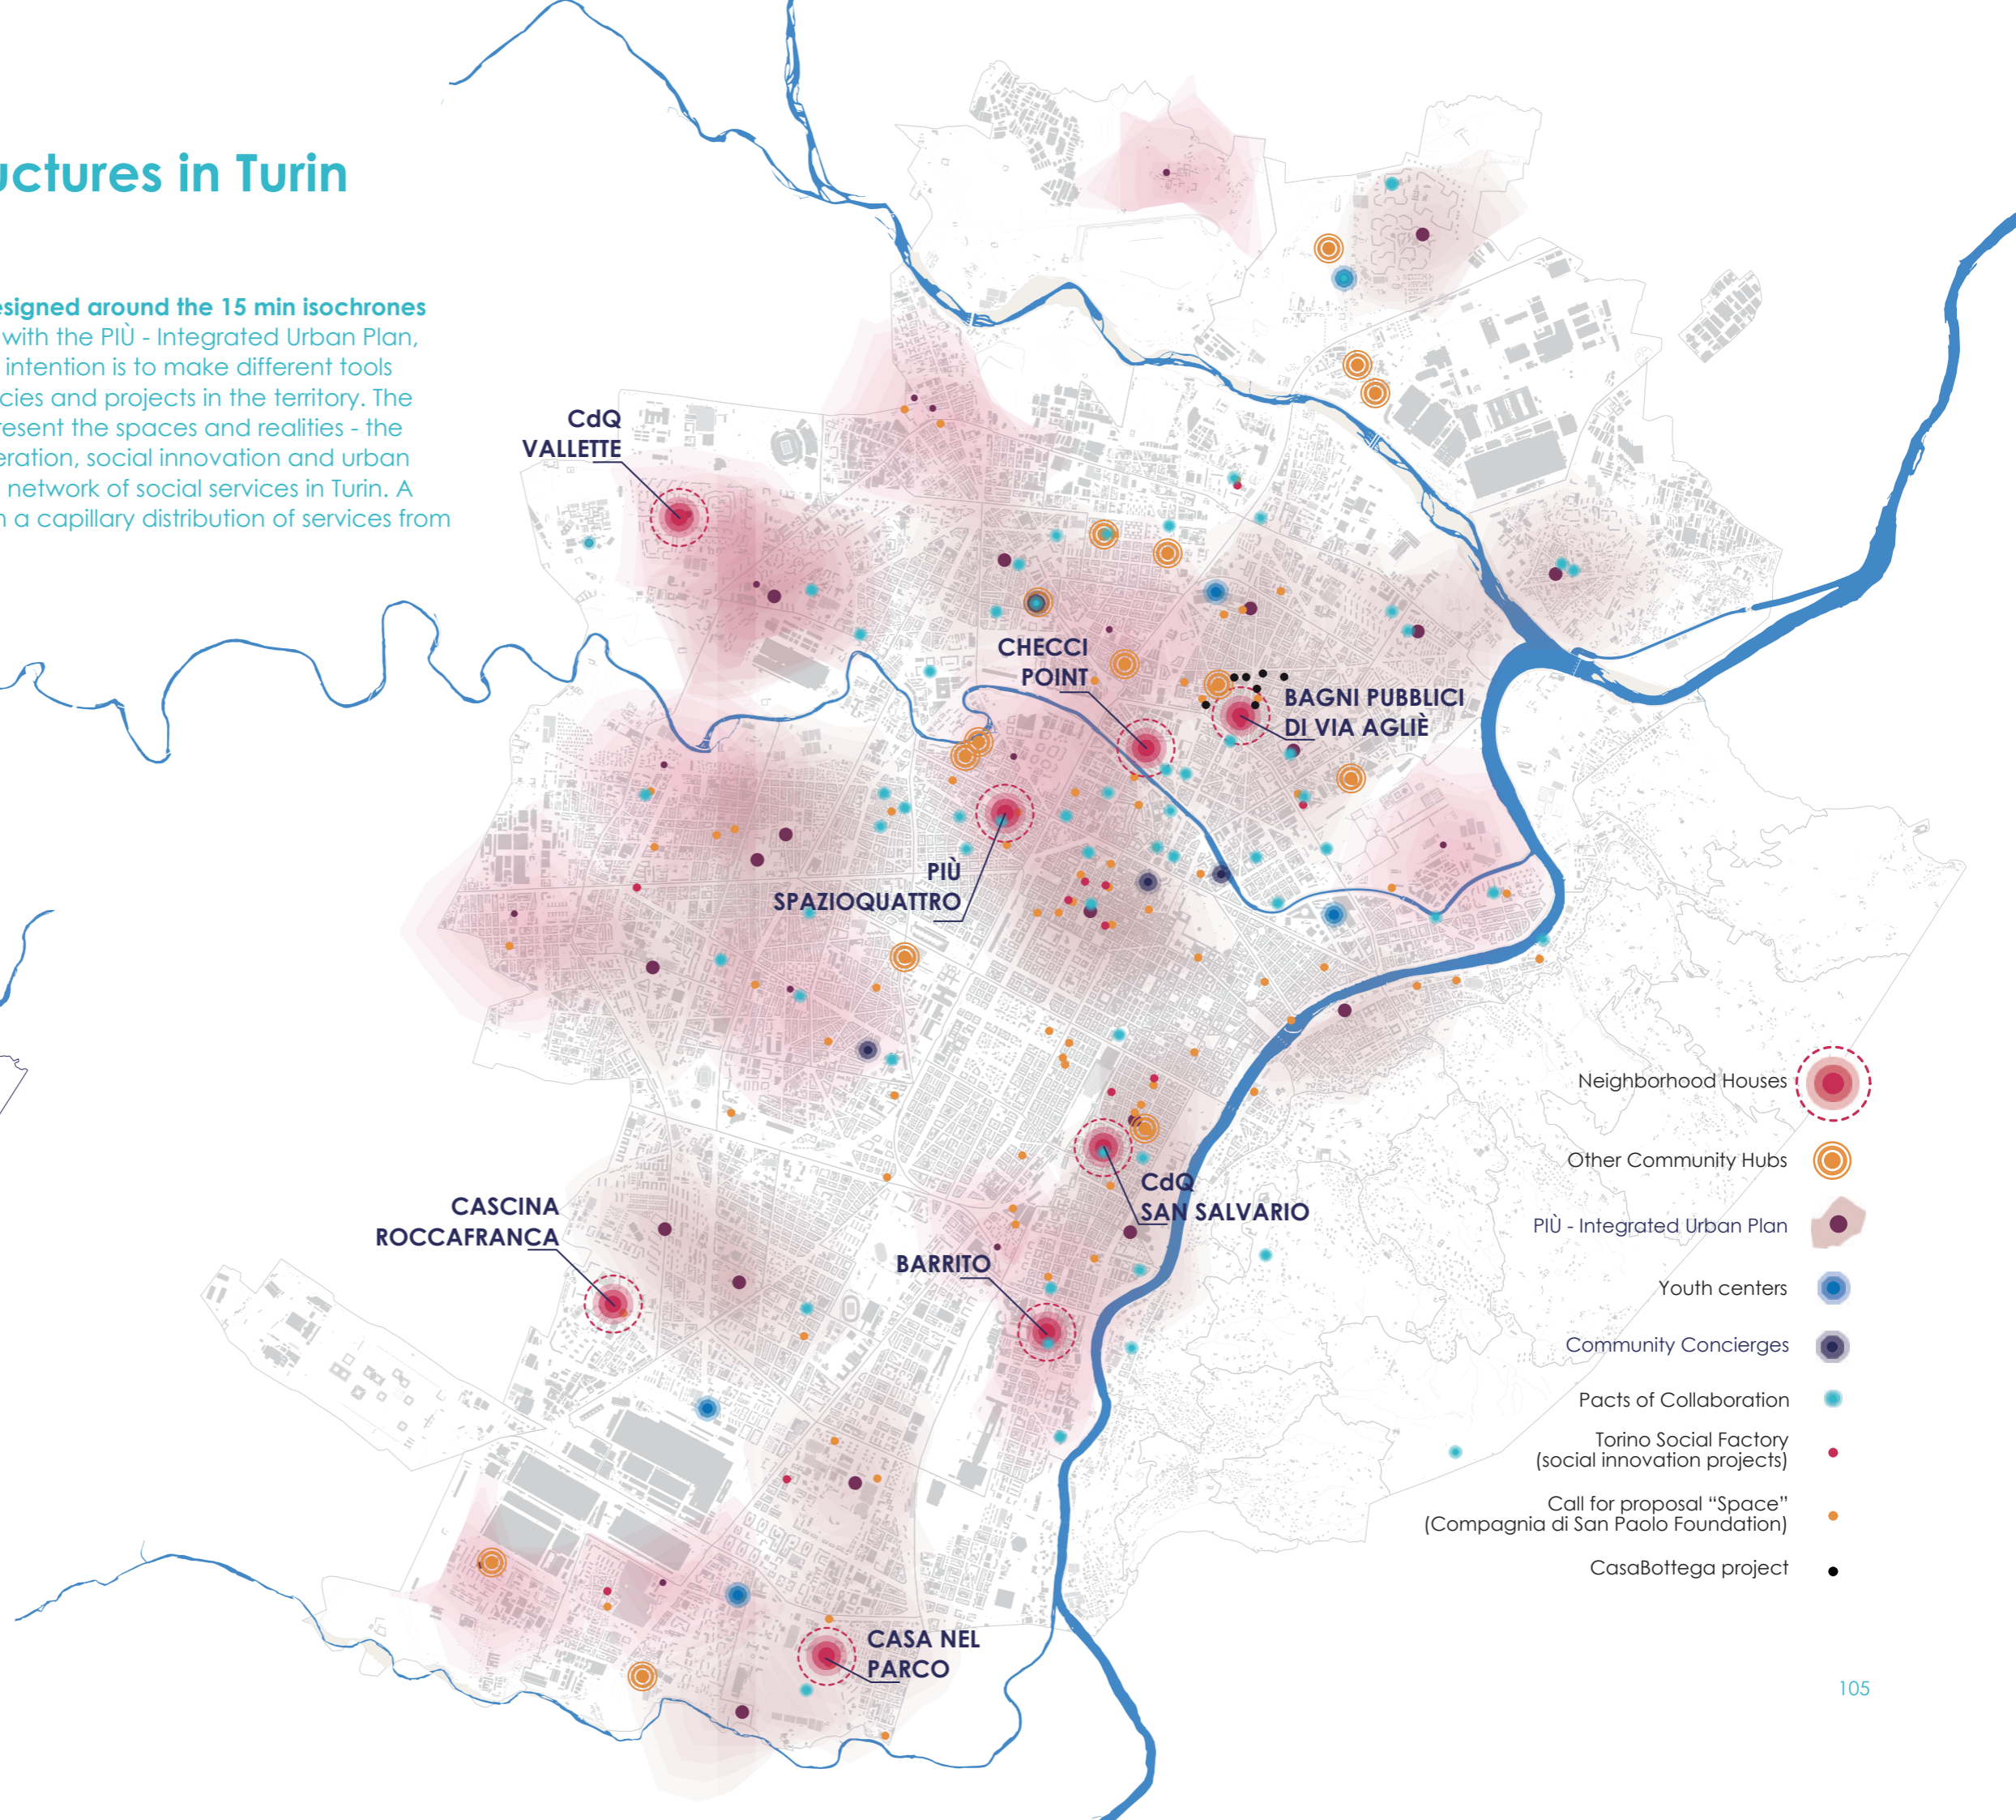 uctures in Turin
esigned around the 15 min isochrones
with the PIÙ - Integrated Urban Plan,
intention is to make different tools
cies and projects in the territory. The
resent the spaces and realities - the
eration, social innovation and urban
network of social services in Turin. A
n a capillary distribution of services from
CdQ
VALLETTE
CHECCI
POINT
BAGNI PUBBLICI
DI VIA AGLIÈ
PIÙ
SPAZIOQUATTRO
CdQ
SAN SALVARIO
CASCINA
ROCCAFRANCA
BARRITO
CASA NEL
PARCO
Neighborhood Houses
Other Community Hubs
PIÙ - Integrated Urban Plan
Youth centers
Community Concierges
Pacts of Collaboration
Torino Social Factory
(social innovation projects)
Call for proposal “Space”
(Compagnia di San Paolo Foundation)
CasaBottega project
105